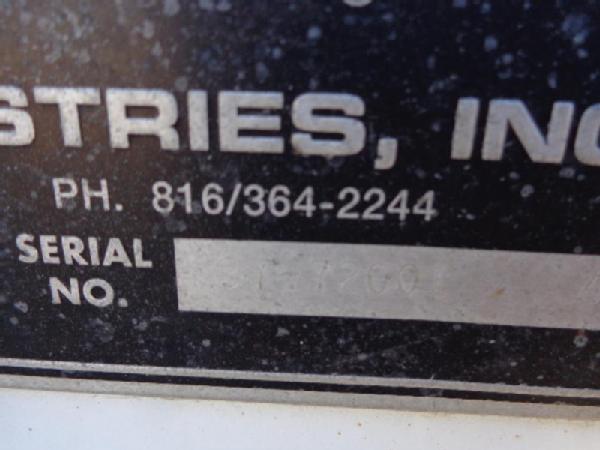 STRIES, INC
PH. 816/364-2244
SERIAL
NO.